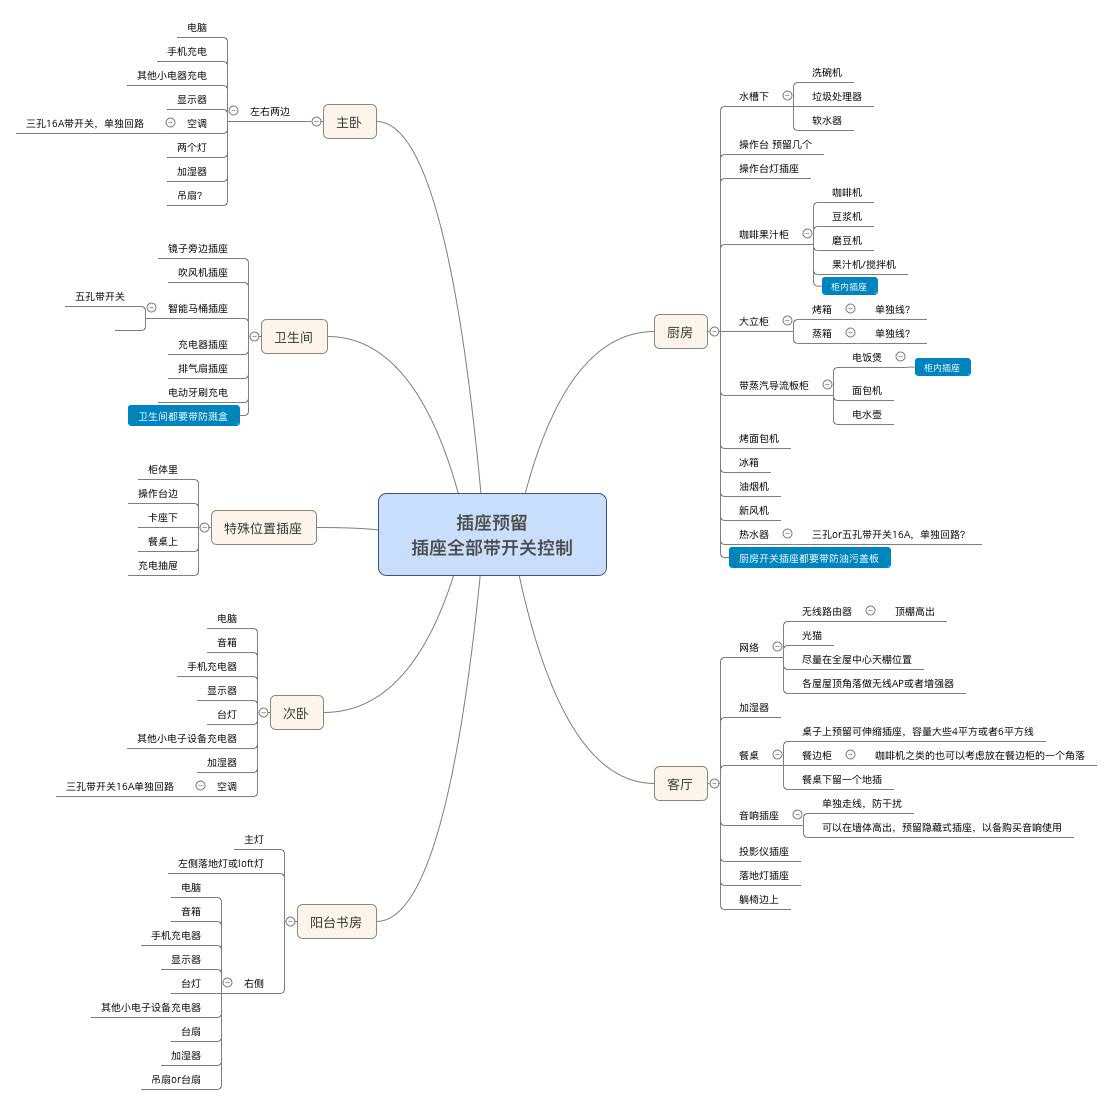 插座预留
插座全部带开关控制
主卧
左右两边
电脑
手机充电
其他小电器充电
显示器
空调
三孔16A带开关，单独回路
两个灯
加湿器
吊扇?
卫生间
镜子旁边插座
吹风机插座
智能马桶插座
五孔带开关
充电器插座
排气扇插座
电动牙刷充电
卫生间都要带防溅盒
特殊位置插座
柜体里
操作台边
卡座下
餐桌上
充电抽屉
次卧
电脑
音箱
手机充电器
显示器
台灯
其他小电子设备充电器
加湿器
空调
三孔带开关16A单独回路
阳台书房
主灯
左侧落地灯或loft灯
右侧
电脑
音箱
手机充电器
显示器
台灯
其他小电子设备充电器
台扇
加湿器
吊扇or台扇
厨房
水槽下
洗碗机
垃圾处理器
软水器
操作台 预留几个
操作台灯插座
咖啡果汁柜
咖啡机
豆浆机
磨豆机
果汁机/搅拌机
柜内插座
大立柜
烤箱
单独线?
蒸箱
单独线?
带蒸汽导流板柜
电饭煲
柜内插座
面包机
电水壶
烤面包机
冰箱
油烟机
新风机
热水器
三孔or五孔带开关16A，单独回路?
厨房开关插座都要带防油污盖板
客厅
网络
无线路由器
顶棚高出
光猫
尽量在全屋中心天棚位置
各屋屋顶角落做无线AP或者增强器
加湿器
餐桌
桌子上预留可伸缩插座，容量大些4平方或者6平方线
餐边柜
咖啡机之类的也可以考虑放在餐边柜的一个角落
餐桌下留一个地插
音响插座
单独走线，防干扰
可以在墙体高出，预留隐藏式插座，以备购买音响使用
投影仪插座
落地灯插座
躺椅边上